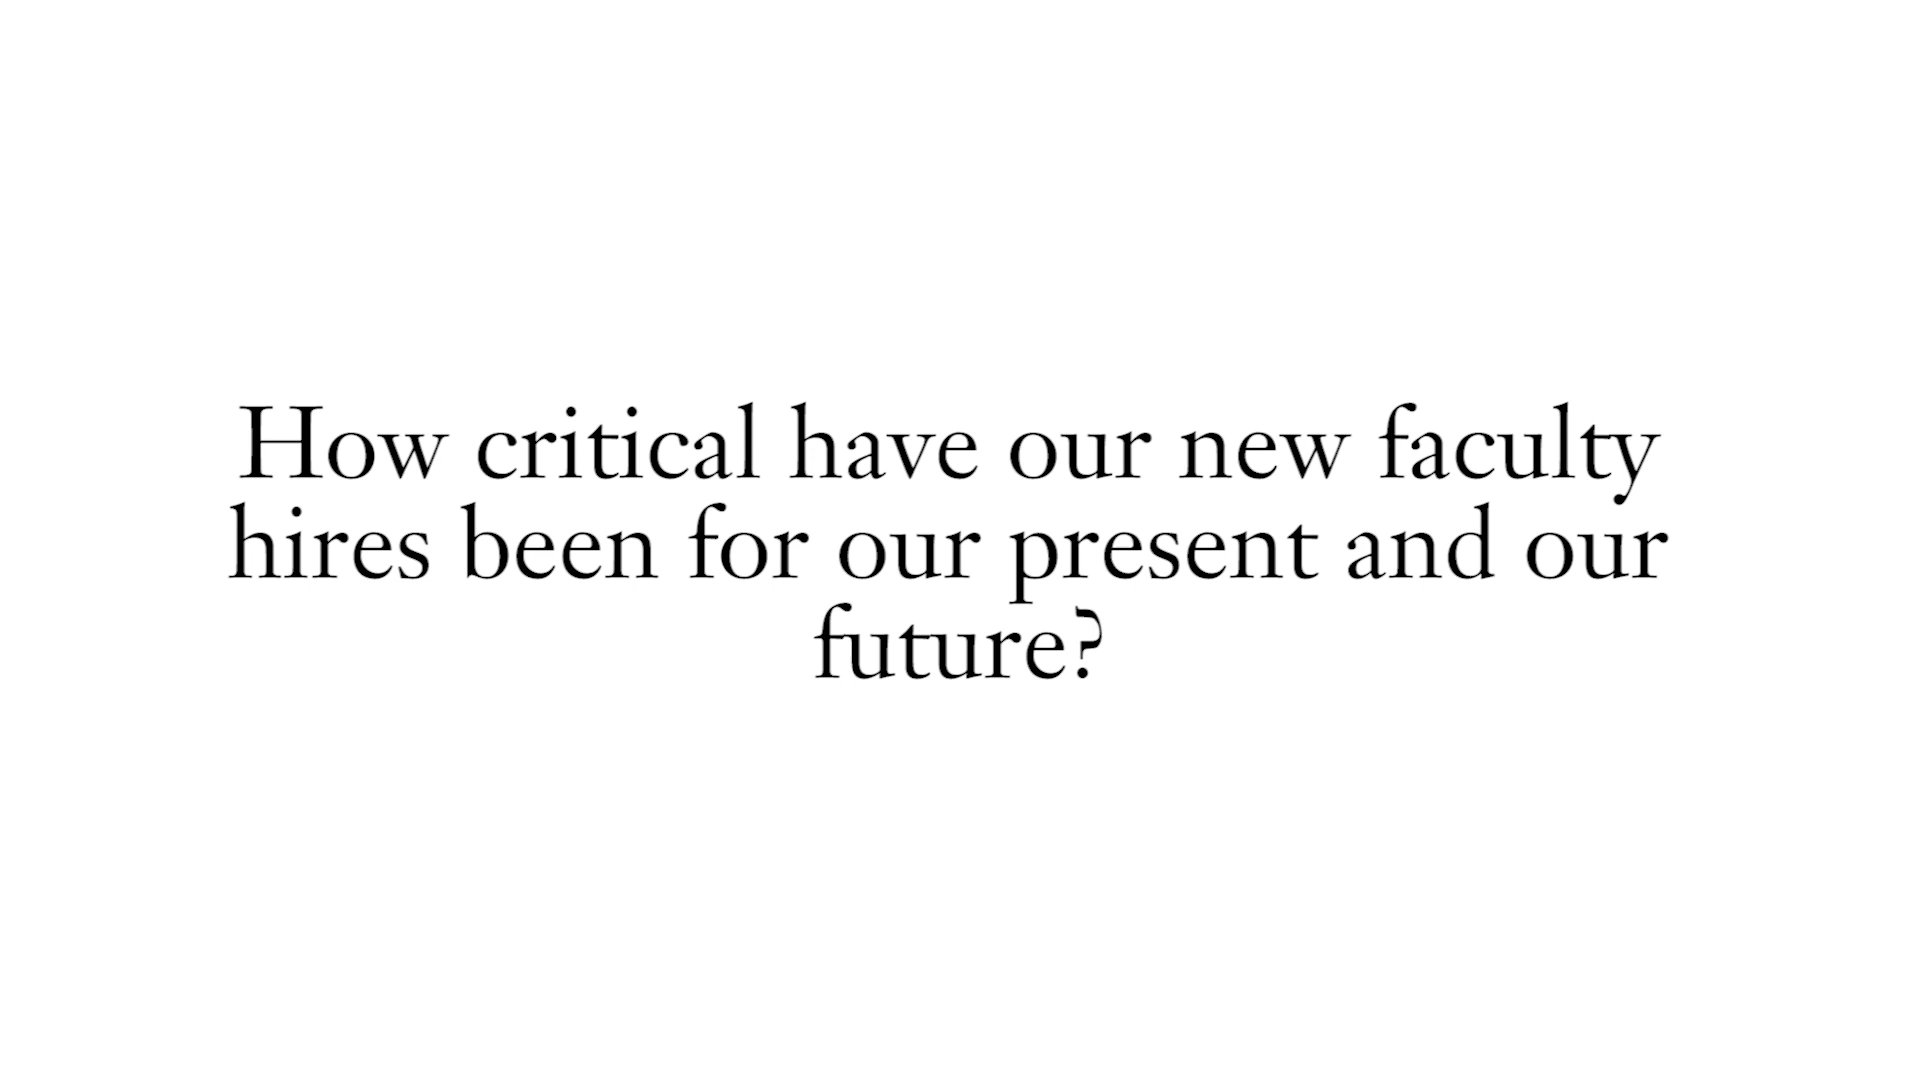 How critical have our new faculty
hires been for our present and our
future?